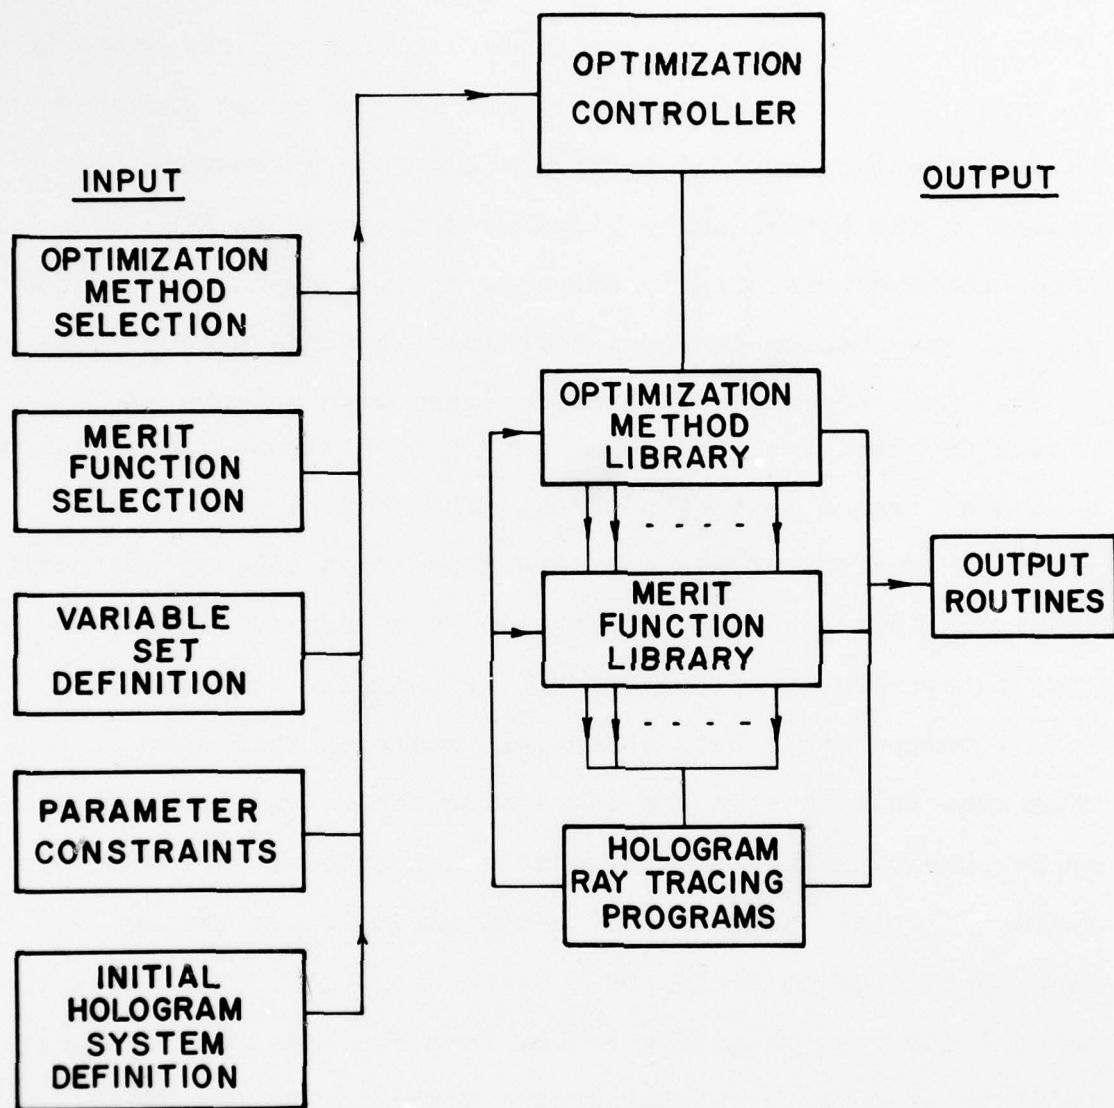 OPTIMIZATION
CONTROLLER
INPUT
OUTPUT
OPTIMIZATION
METHOD
SELECTION
MERIT
FUNCTION
SELECTION
VARIABLE
SET
DEFINITION
PARAMETER
CONSTRAINTS
INITIAL
HOLOGRAM
SYSTEM
DEFINITION
OPTIMIZATION
METHOD
LIBRARY
MERIT
FUNCTION
LIBRARY
HOLOGRAM
RAY TRACING
PROGRAMS
OUTPUT
ROUTINES